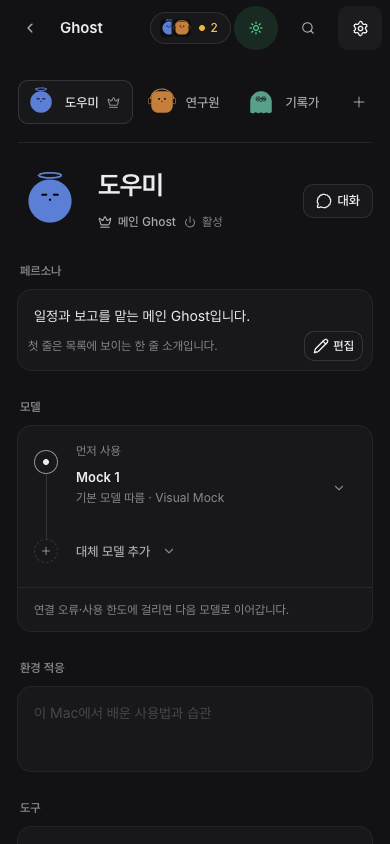 Ghost
2
도우미
연구원
기록가
도우미
메인 Ghost
활성
대화
페르소나
일정과 보고를 맡는 메인 Ghost입니다.
첫 줄은 목록에 보이는 한 줄 소개입니다.
편집
모델
먼저 사용
Mock 1
기본 모델 따름 · Visual Mock
대체 모델 추가
연결 오류·사용 한도에 걸리면 다음 모델로 이어갑니다.
환경 적응
이 Mac에서 배운 사용법과 습관
도구